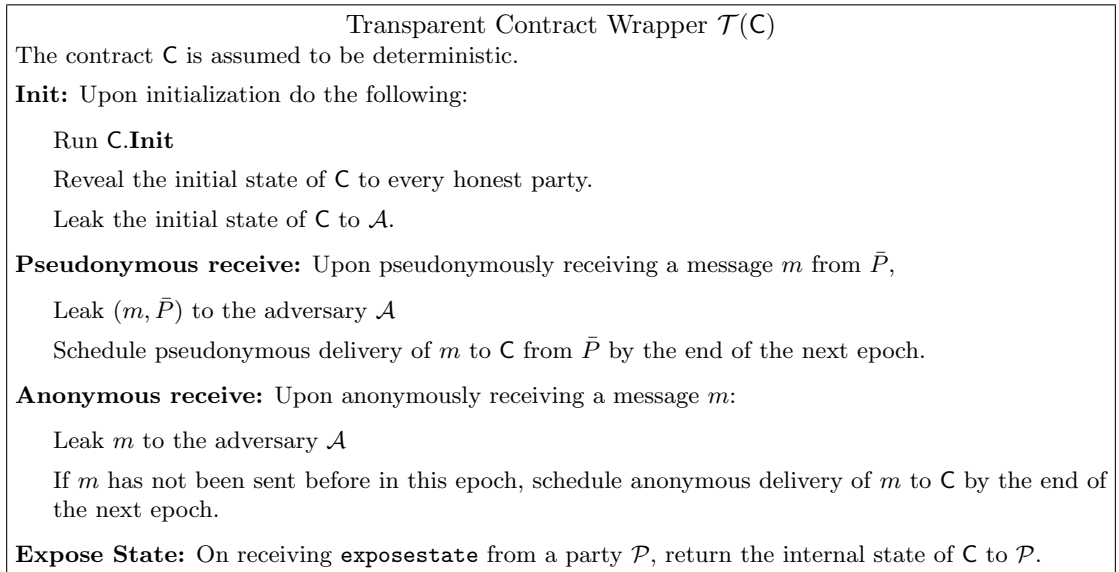 Transparent Contract Wrapper 𝒯(C)
The contract C is assumed to be deterministic.
Init: Upon initialization do the following:
Run C.Init
Reveal the initial state of C to every honest party.
Leak the initial state of C to 𝒜.
Pseudonymous receive: Upon pseudonymously receiving a message m from P̄,
Leak (m, P̄) to the adversary 𝒜
Schedule pseudonymous delivery of m to C from P̄ by the end of the next epoch.
Anonymous receive: Upon anonymously receiving a message m:
Leak m to the adversary 𝒜
If m has not been sent before in this epoch, schedule anonymous delivery of m to C by the end of
the next epoch.
Expose State: On receiving exposestate from a party 𝒫, return the internal state of C to 𝒫.